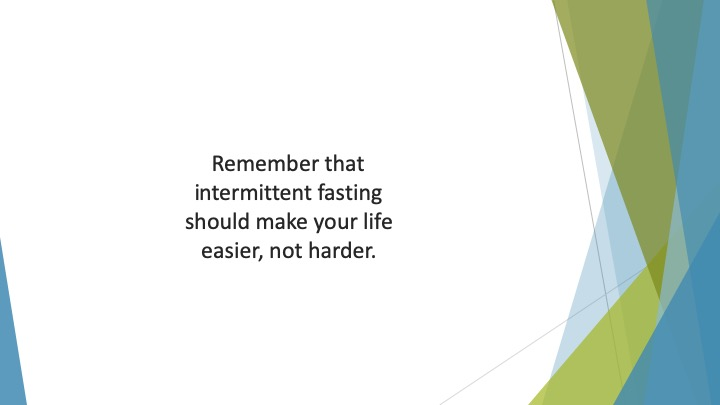 Remember that
intermittent fasting
should make your life
easier, not harder.